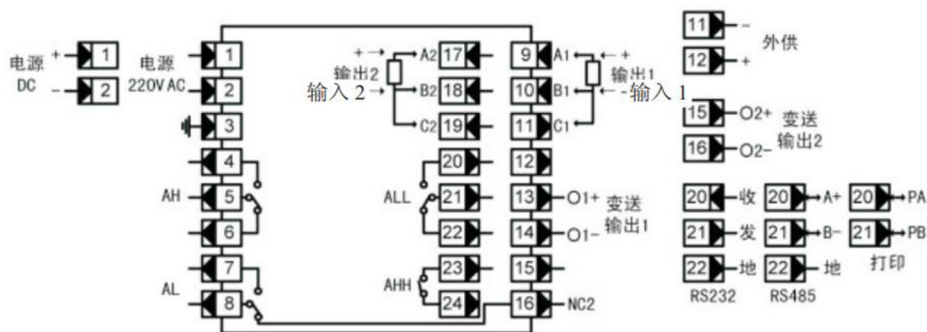 电源 DC
+ 1
- 2
电源 220V AC
1
2
3
4
AH 5
6
7
AL 8
+ 输出2 输入2
A2 17
B2 18
C2 19
20
ALL 21
22
23
AHH 24
9 A1
10 B1
11 C1
+ 输出1 - 输入1
12
13 O1+
14 O1-
变送输出1
15
16 NC2
11 -
12 +
外供
15 O2+
16 O2-
变送输出2
20 收
21 发
22 地
RS232
20 A+
21 B-
22 地
RS485
20 PA
21 PB
打印